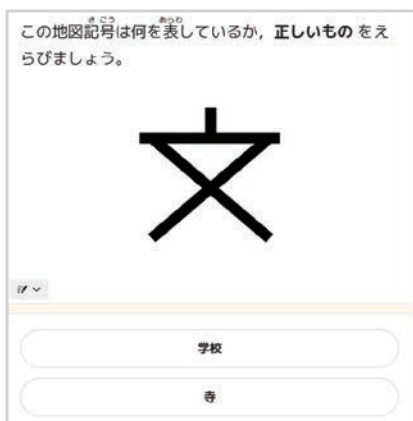 この地図記号は何を表しているか，正しいもの をえ
らびましょう。
文
学校
寺